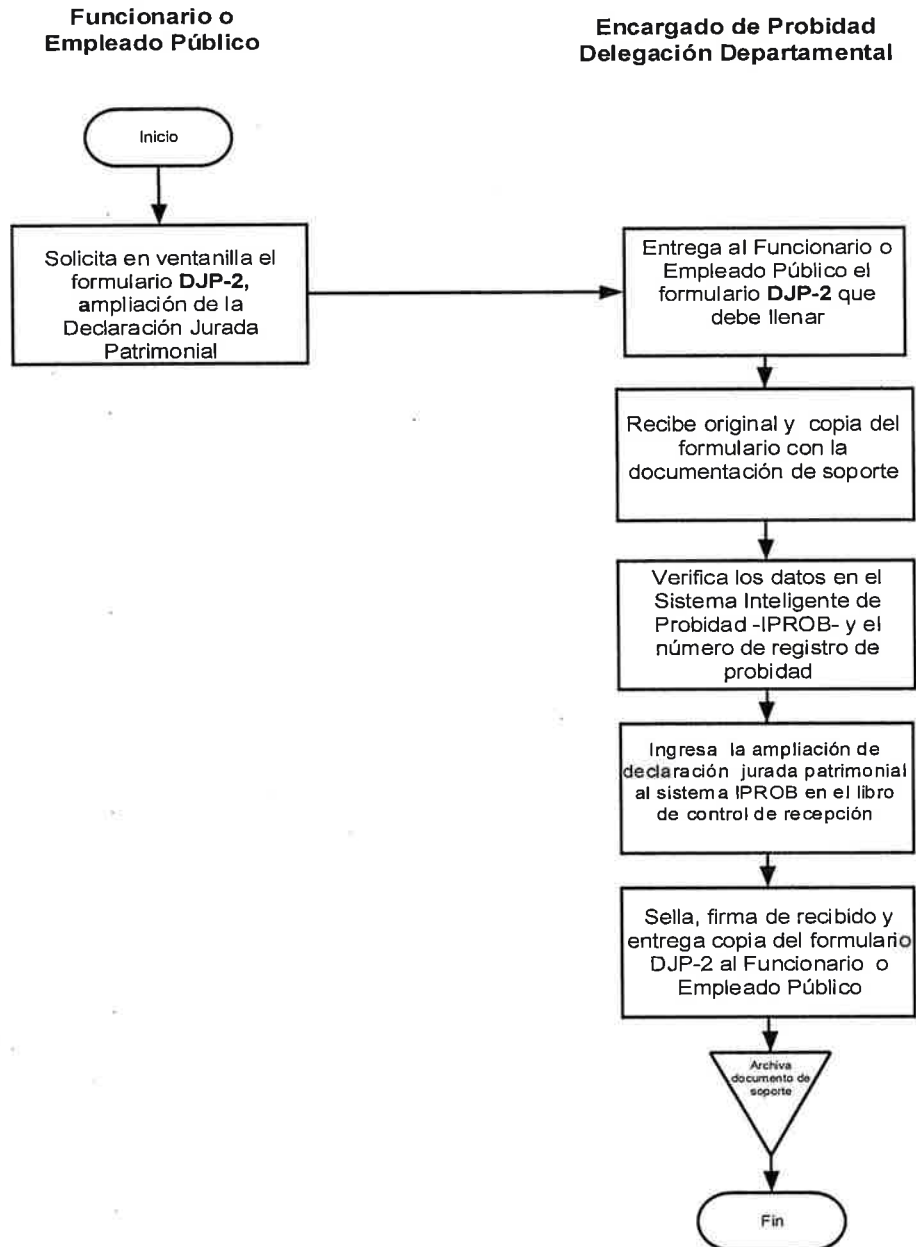 Funcionario o
Empleado Público
Encargado de Probidad
Delegación Departamental
Inicio
Solicita en ventanilla el
formulario DJP-2,
ampliación de la
Declaración Jurada
Patrimonial
Entrega al Funcionario o
Empleado Público el
formulario DJP-2 que
debe llenar
Recibe original y copia del
formulario con la
documentación de soporte
Verifica los datos en el
Sistema Inteligente de
Probidad -IPROB- y el
número de registro de
probidad
Ingresa la ampliación de
declaración jurada patrimonial
al sistema IPROB en el libro
de control de recepción
Sella, firma de recibido y
entrega copia del formulario
DJP-2 al Funcionario o
Empleado Público
Archiva
documento de
soporte
Fin